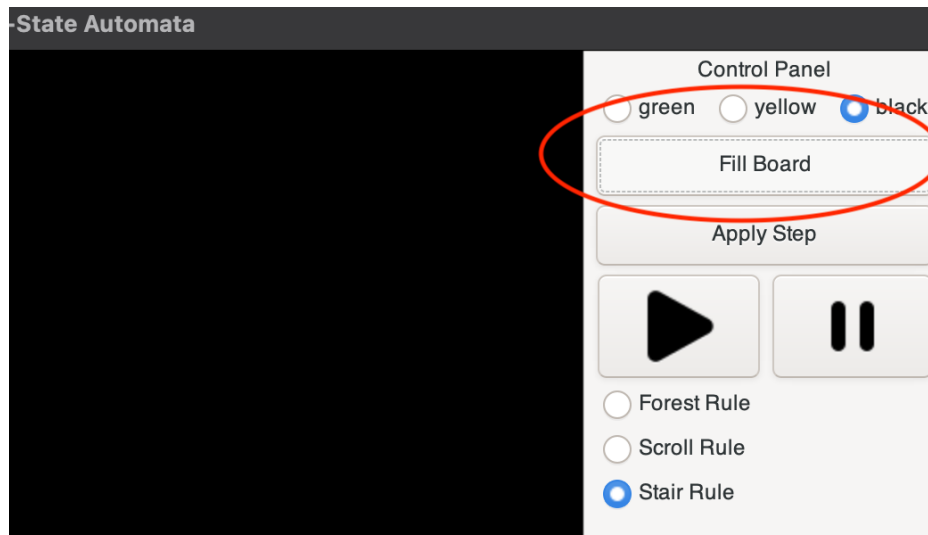 -State Automata
Control Panel
green yellow black
Fill Board
Apply Step
Forest Rule
Scroll Rule
Stair Rule